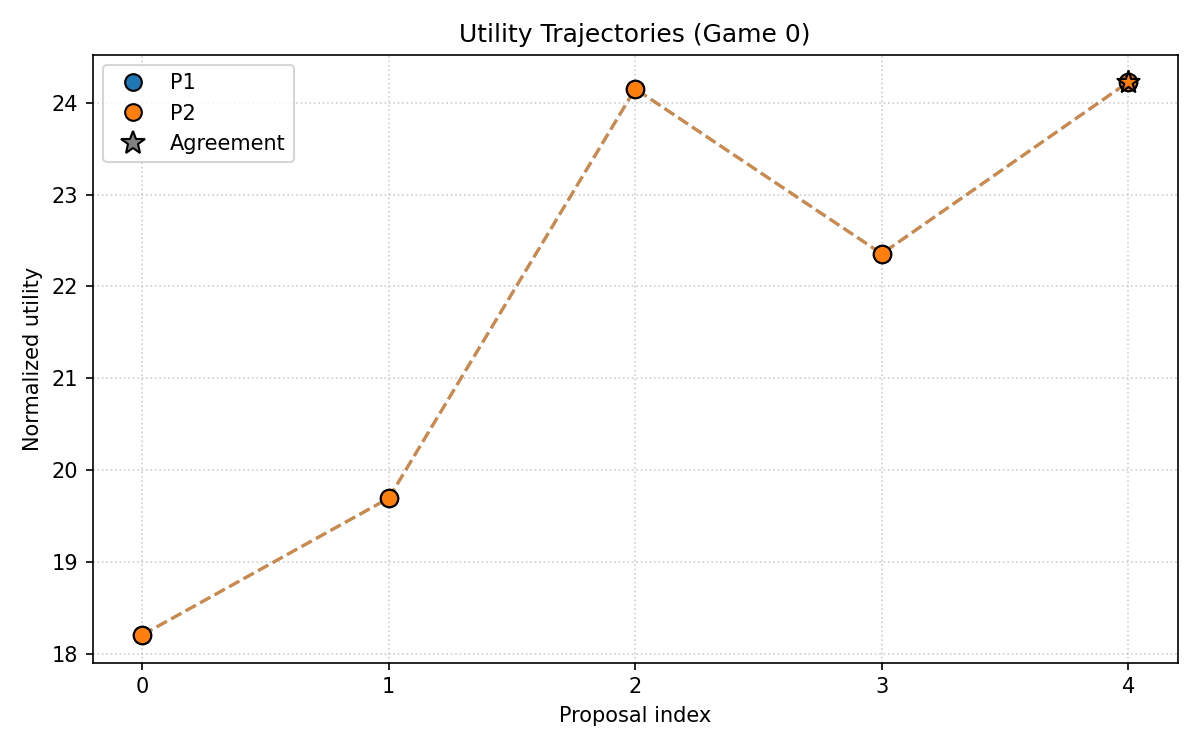 Utility Trajectories (Game 0)
P1
P2
Agreement
Normalized utility
24
23
22
21
20
19
18
0 1 2 3 4
Proposal index